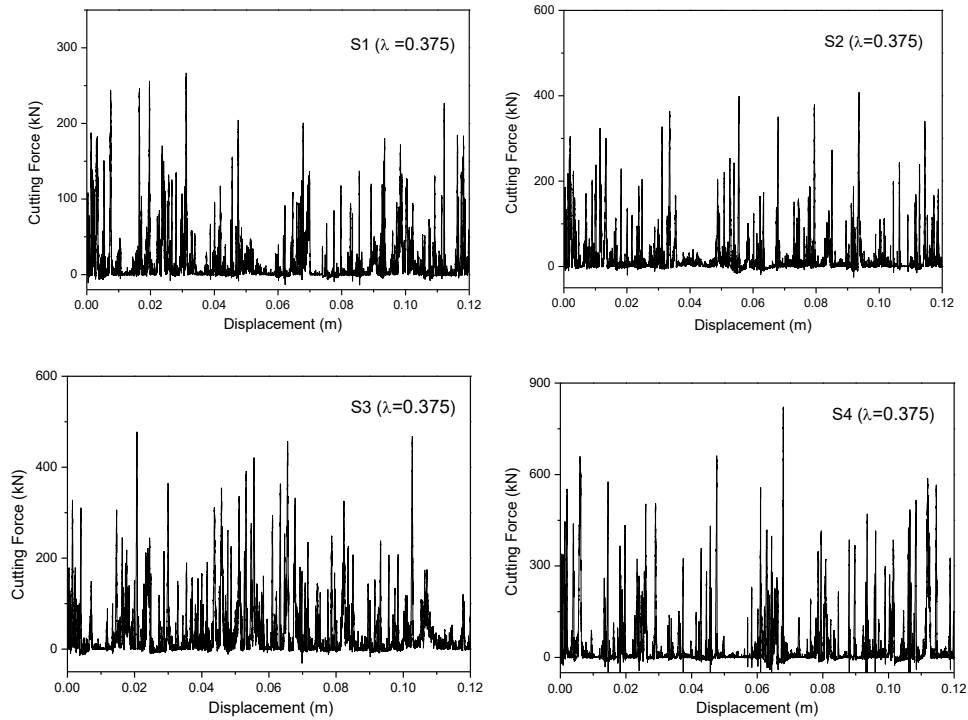 S1 (λ =0.375)
Cutting Force (kN)
300
200
100
0
0.00 0.02 0.04 0.06 0.08 0.10 0.12
Displacement (m)
S2 (λ=0.375)
Cutting Force (kN)
600
400
200
0
0.00 0.02 0.04 0.06 0.08 0.10 0.12
Displacement (m)
S3 (λ=0.375)
Cutting Force (kN)
600
400
200
0
0.00 0.02 0.04 0.06 0.08 0.10 0.12
Displacement (m)
S4 (λ=0.375)
Cutting Force (kN)
900
600
300
0
0.00 0.02 0.04 0.06 0.08 0.10 0.12
Displacement (m)